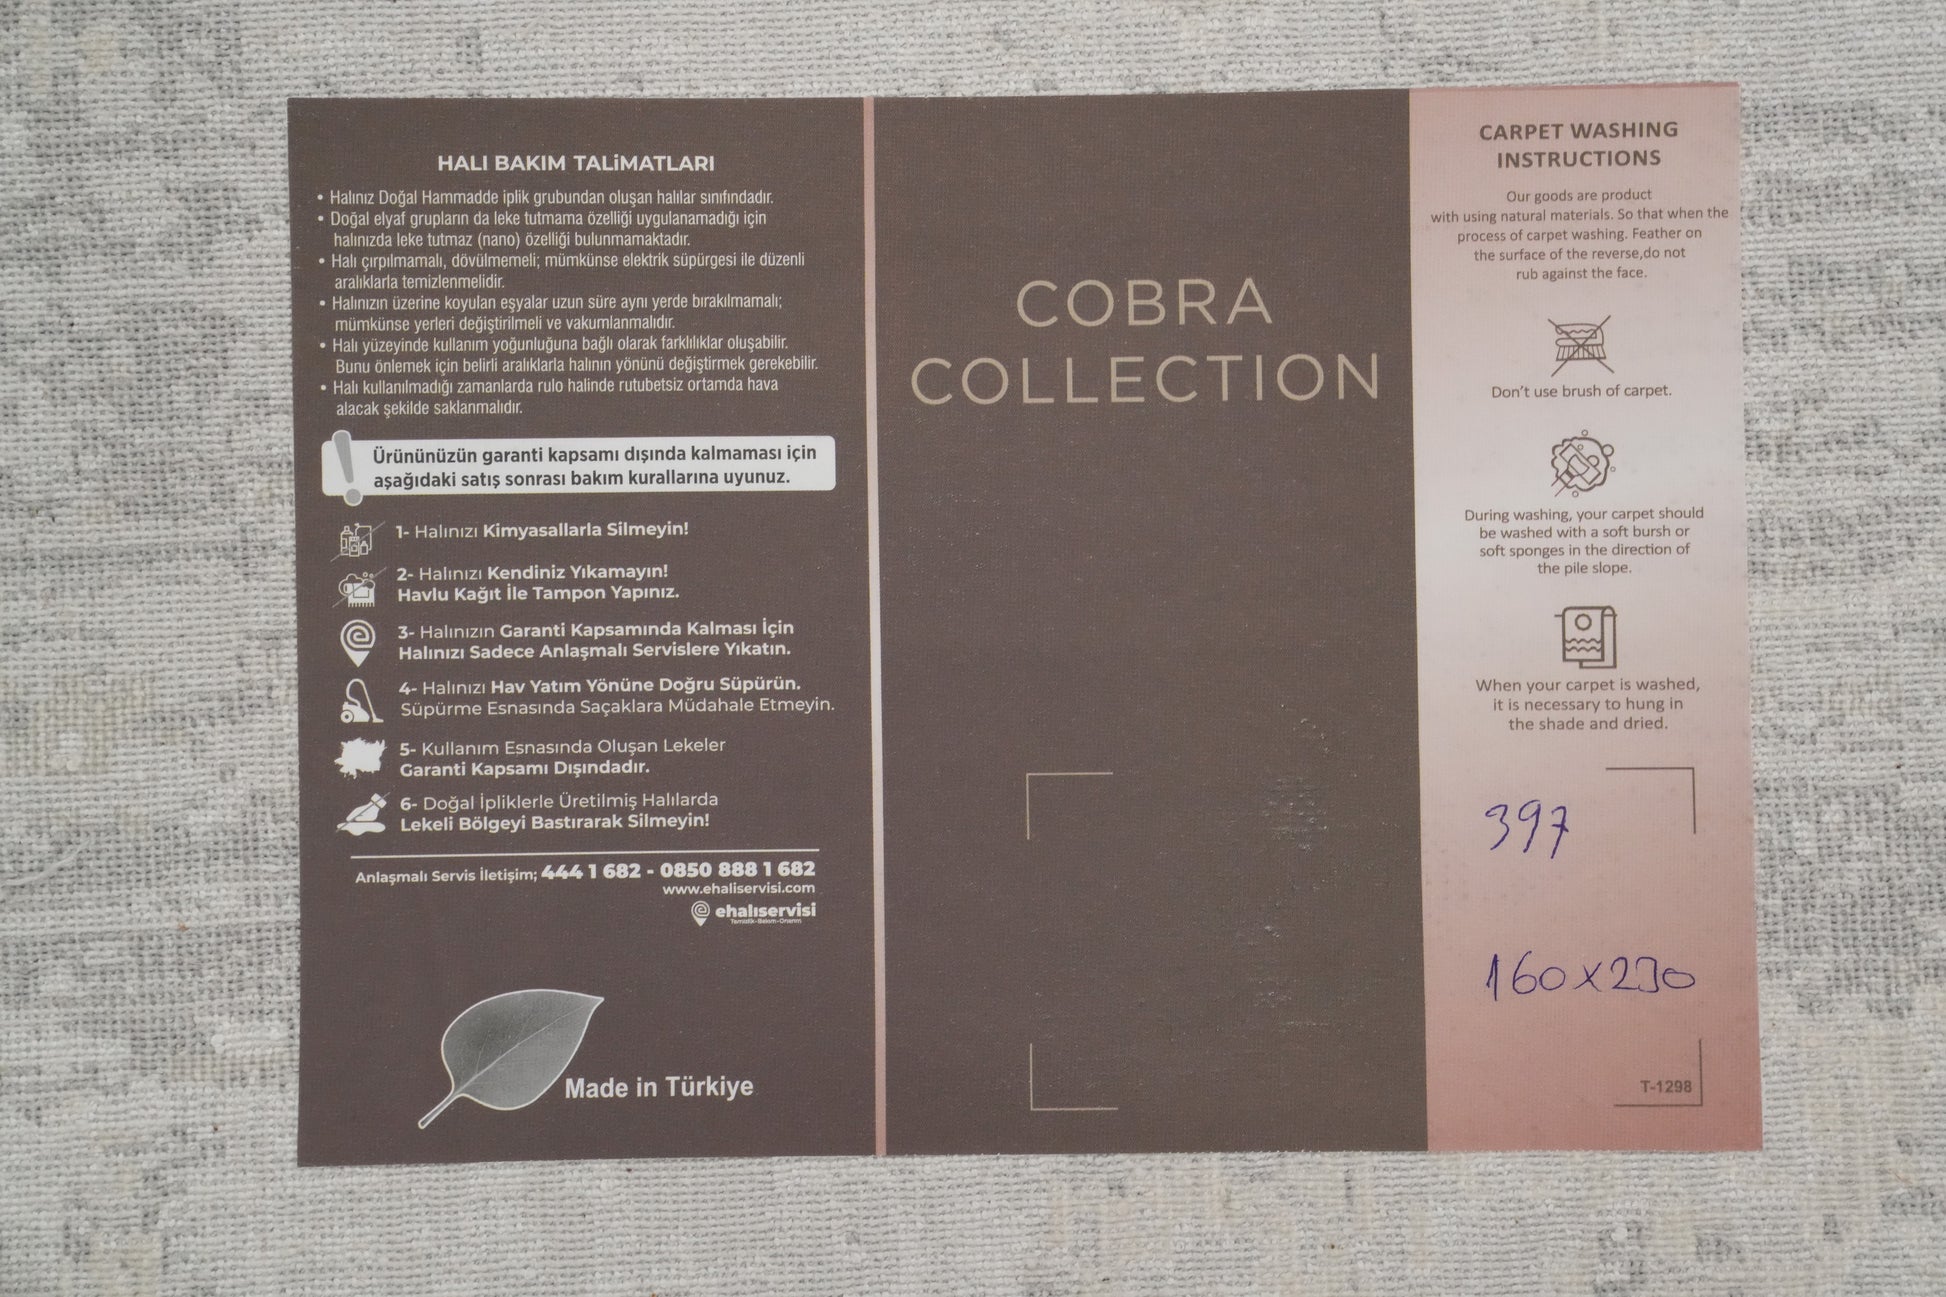 HALI BAKIM TALiMATLARI
• Halınız Doğal Hammadde iplik grubundan oluşan halılar sınıfındadır.
• Doğal elyaf grupların da leke tutmama özelliği uygulanamadığı için
halınızda leke tutmaz (nano) özelliği bulunmamaktadır.
• Halı çırpılmamalı, dövülmemeli; mümkünse elektrik süpürgesi ile düzenli
aralıklarla temizlenmelidir.
• Halınızın üzerine koyulan eşyalar uzun süre aynı yerde bırakılmamalı;
mümkünse yerleri değiştirilmeli ve vakumlanmalıdır.
• Halı yüzeyinde kullanım yoğunluğuna bağlı olarak farklılıklar oluşabilir.
Bunu önlemek için belirli aralıklarla halının yönünü değiştirmek gerekebilir.
• Halı kullanılmadığı zamanlarda rulo halinde rutubetsiz ortamda hava
alacak şekilde saklanmalıdır.
Ürününüzün garanti kapsamı dışında kalmaması için
aşağıdaki satış sonrası bakım kurallarına uyunuz.
1- Halınızı Kimyasallarla Silmeyin!
2- Halınızı Kendiniz Yıkamayın!
Havlu Kağıt İle Tampon Yapınız.
3- Halınızın Garanti Kapsamında Kalması İçin
Halınızı Sadece Anlaşmalı Servislere Yıkatın.
4- Halınızı Hav Yatım Yönüne Doğru Süpürün.
Süpürme Esnasında Saçaklara Müdahale Etmeyin.
5- Kullanım Esnasında Oluşan Lekeler
Garanti Kapsamı Dışındadır.
6- Doğal İpliklerle Üretilmiş Halılarda
Lekeli Bölgeyi Bastırarak Silmeyin!
Anlaşmalı Servis İletişim; 444 1 682 - 0850 888 1 682
www.ehaliservisi.com
ehalıservisi
Temizlik-Bakım-Onarım
Made in Türkiye
COBRA
COLLECTION
CARPET WASHING
INSTRUCTIONS
Our goods are product
with using natural materials. So that when the
process of carpet washing. Feather on
the surface of the reverse,do not
rub against the face.
Don't use brush of carpet.
During washing, your carpet should
be washed with a soft bursh or
soft sponges in the direction of
the pile slope.
When your carpet is washed,
it is necessary to hung in
the shade and dried.
397
160x230
T-1298